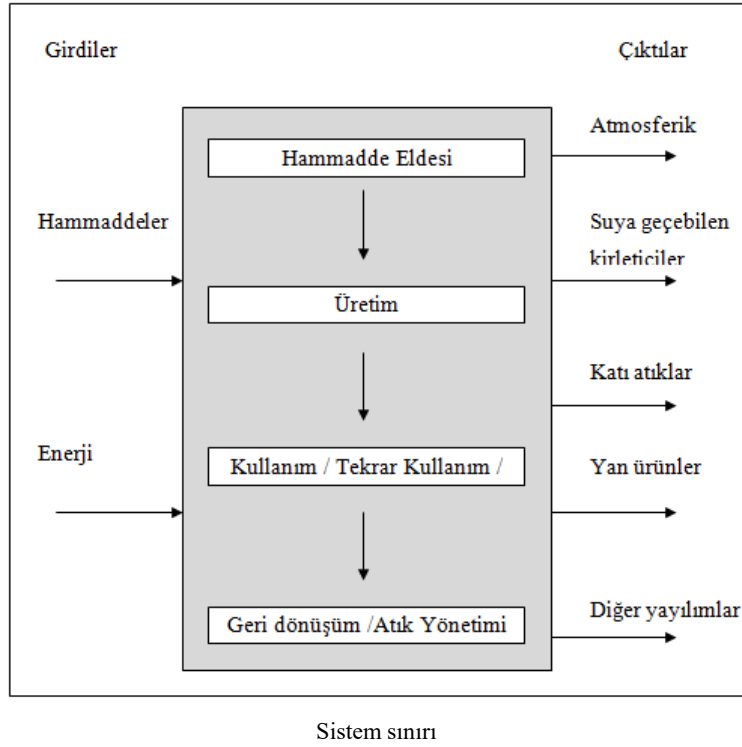 Girdiler
Çıktılar
Atmosferik
Hammadde Eldesi
Hammaddeler
Suya geçebilen
kirleticiler
Üretim
Katı atıklar
Enerji
Kullanım / Tekrar Kullanım /
Yan ürünler
Geri dönüşüm /Atık Yönetimi
Diğer yayılımlar
Sistem sınırı